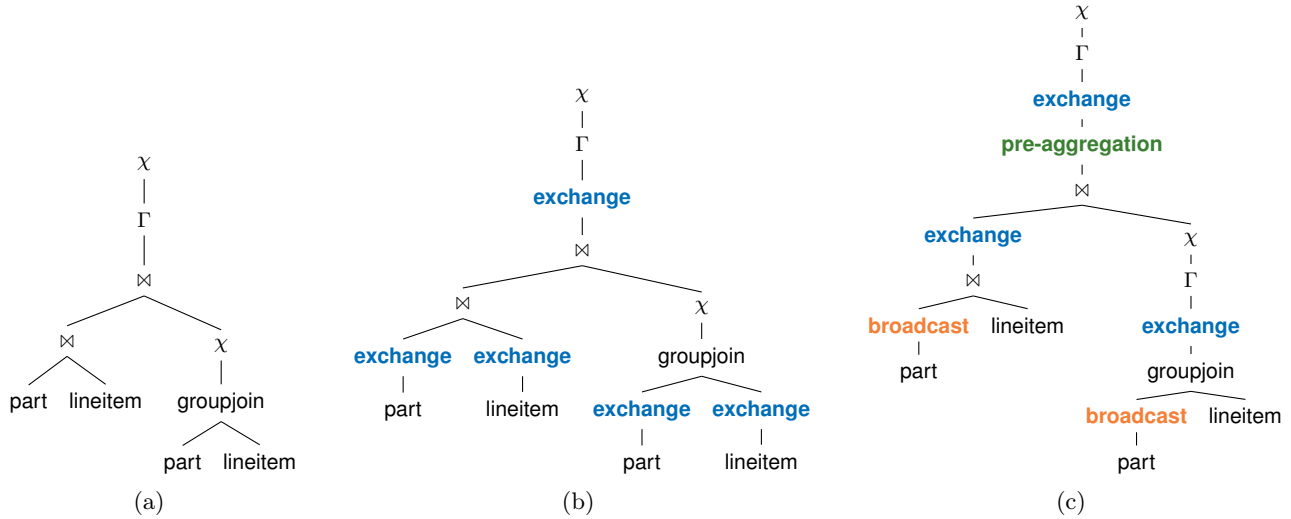 χ
Γ
⋈
⋈
χ
part lineitem groupjoin
part lineitem
(a)
χ
Γ
exchange
⋈
⋈
χ
exchange exchange groupjoin
part lineitem exchange exchange
part lineitem
(b)
χ
Γ
exchange
pre-aggregation
⋈
exchange χ
⋈ Γ
broadcast lineitem exchange
part groupjoin
broadcast lineitem
part
(c)